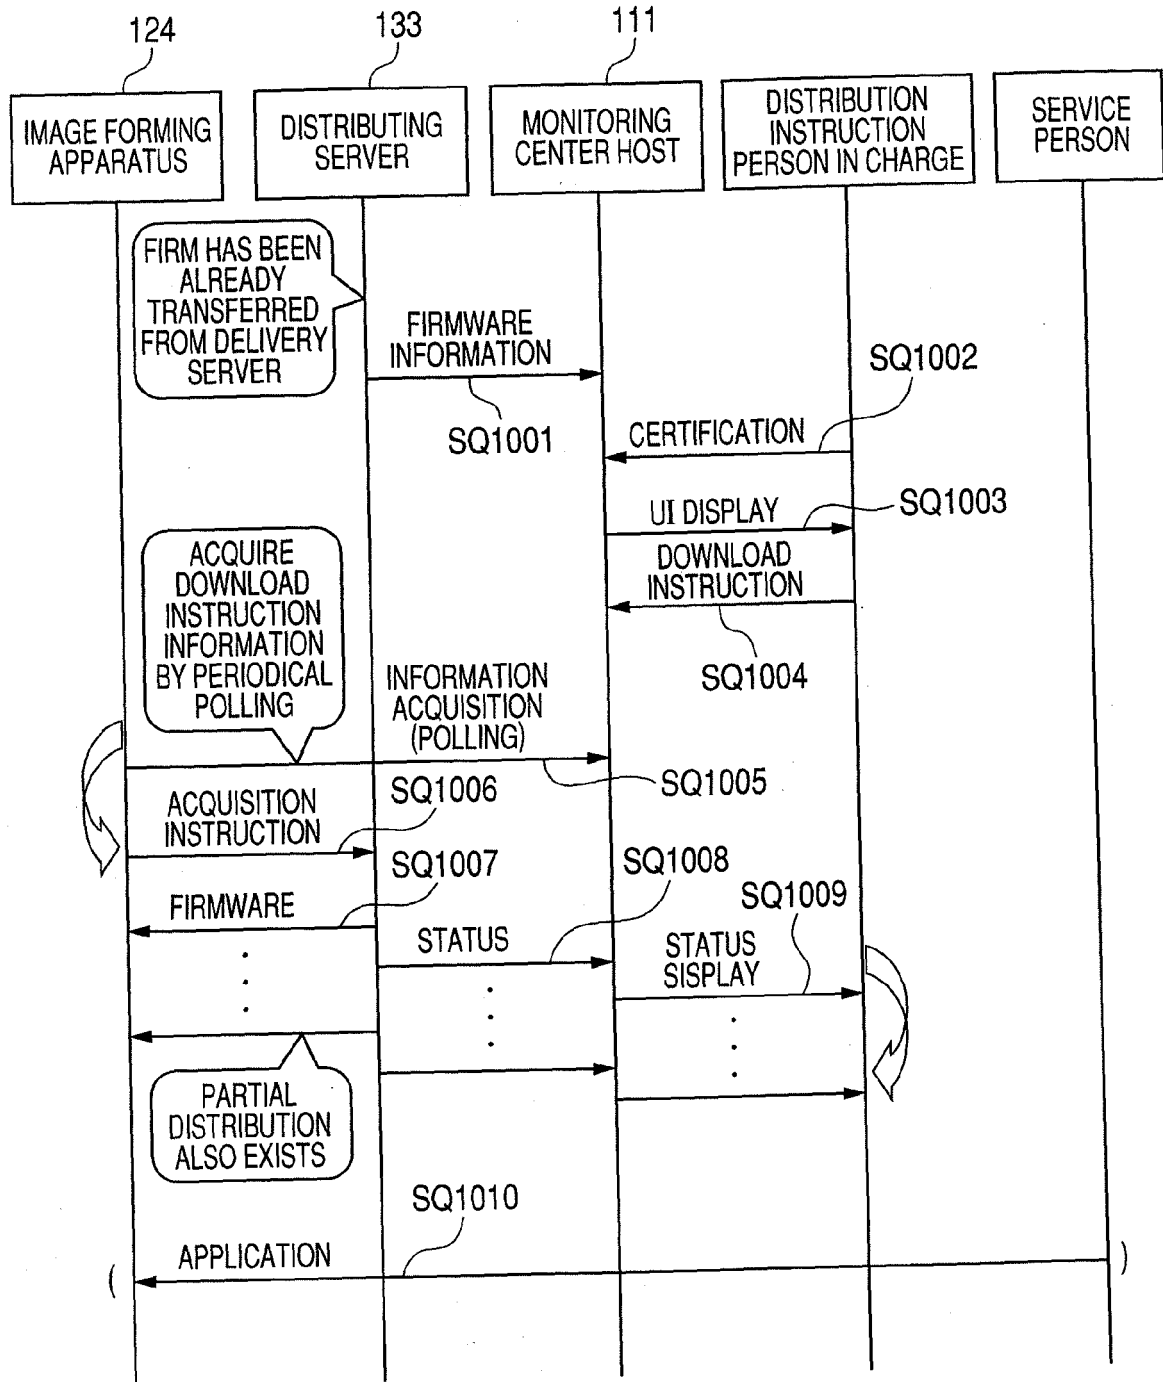 124
133
111
IMAGE FORMING
APPARATUS
DISTRIBUTING
SERVER
MONITORING
CENTER HOST
DISTRIBUTION
INSTRUCTION
PERSON IN CHARGE
SERVICE
PERSON
FIRM HAS BEEN
ALREADY
TRANSFERRED
FROM DELIVERY
SERVER
FIRMWARE
INFORMATION
SQ1001
SQ1002
CERTIFICATION
UI DISPLAY
SQ1003
DOWNLOAD
INSTRUCTION
SQ1004
ACQUIRE
DOWNLOAD
INSTRUCTION
INFORMATION
BY PERIODICAL
POLLING
INFORMATION
ACQUISITION
(POLLING)
SQ1005
SQ1006
ACQUISITION
INSTRUCTION
SQ1007
FIRMWARE
SQ1008
STATUS
SQ1009
STATUS
SISPLAY
PARTIAL
DISTRIBUTION
ALSO EXISTS
SQ1010
( APPLICATION )